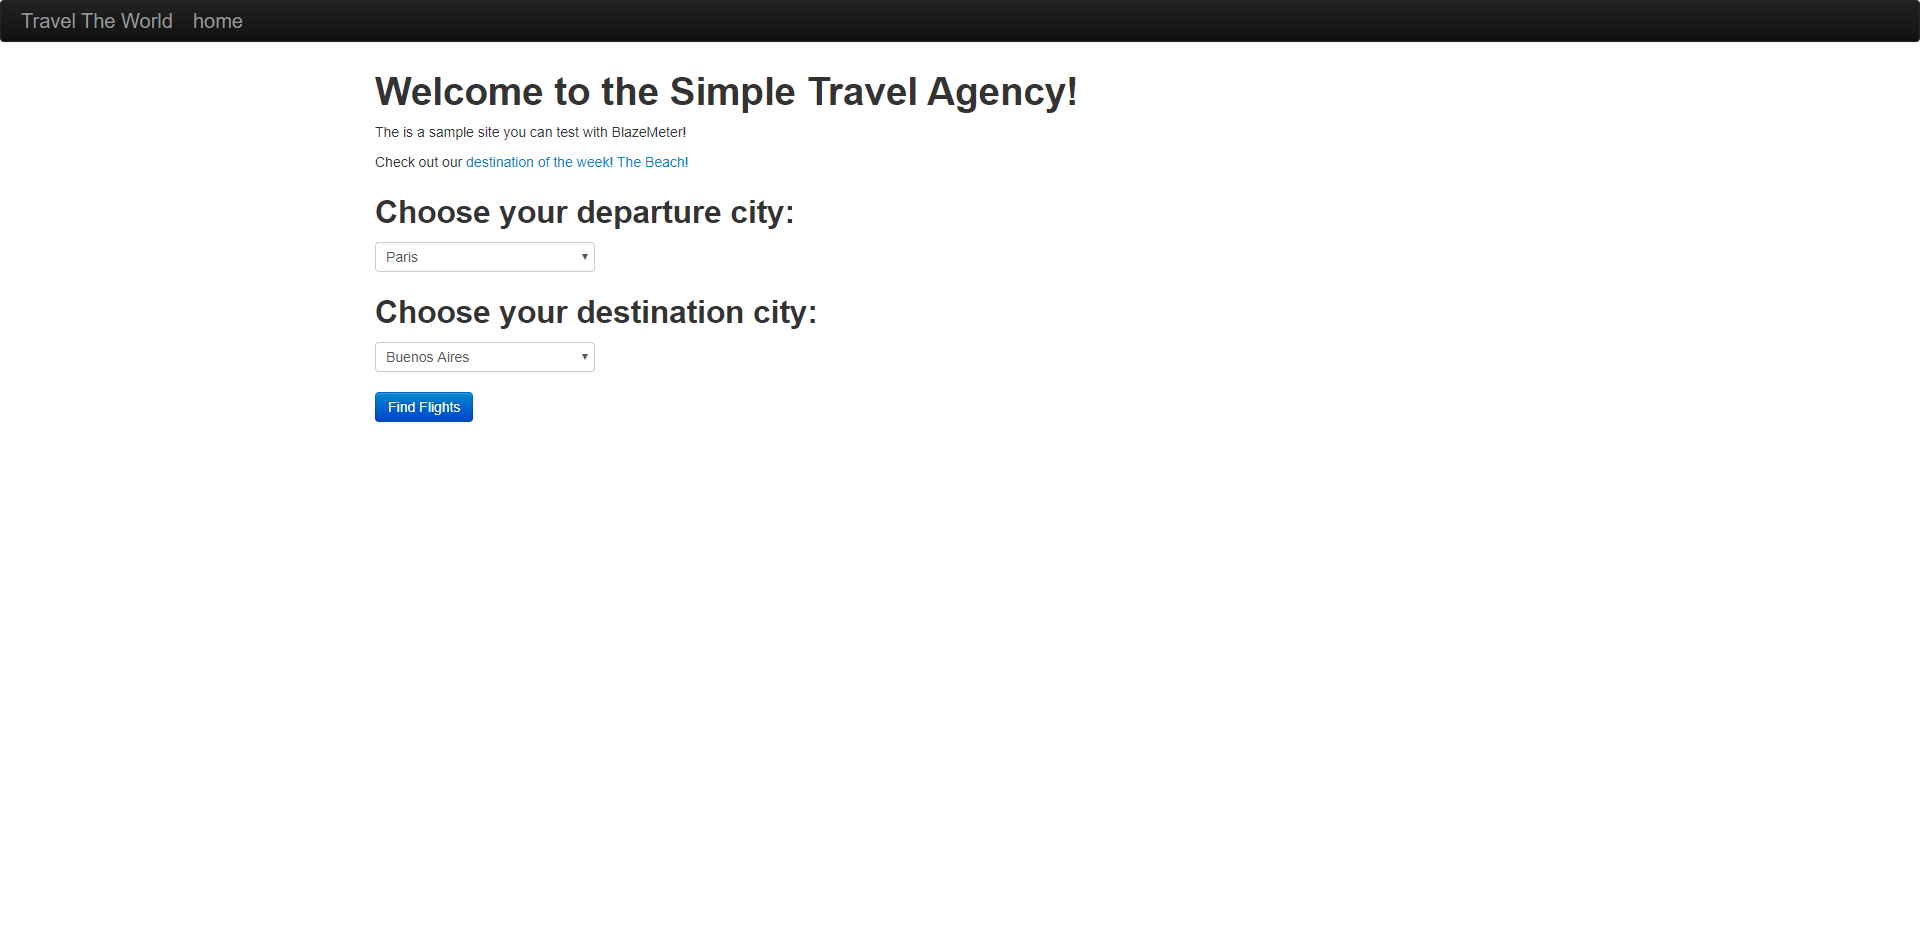 Travel The World home
Welcome to the Simple Travel Agency!
The is a sample site you can test with BlazeMeter!
Check out our destination of the week! The Beach!
Choose your departure city:
Paris
Choose your destination city:
Buenos Aires
Find Flights